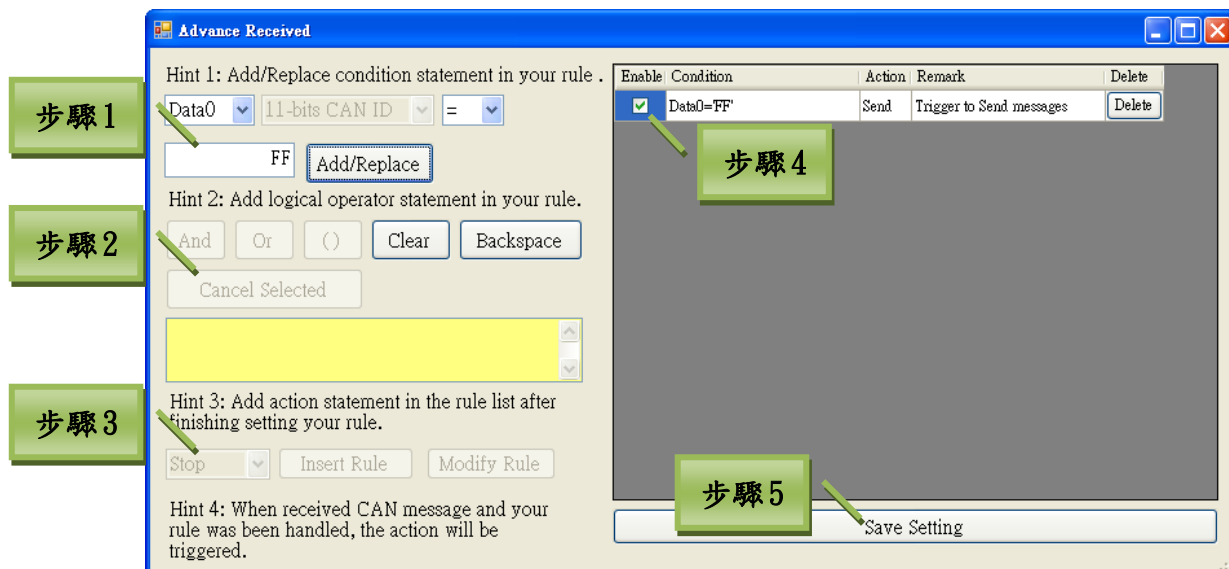 Advance Received
步驟1
Hint 1: Add/Replace condition statement in your rule .
Data0 11-bits CAN ID =
FF Add/Replace
步驟2
Hint 2: Add logical operator statement in your rule.
And Or () Clear Backspace
Cancel Selected
步驟3
Hint 3: Add action statement in the rule list after
finishing setting your rule.
Stop Insert Rule Modify Rule
Hint 4: When received CAN message and your
rule was been handled, the action will be
triggered.
Enable Condition Action Remark Delete
Data0='FF' Send Trigger to Send messages Delete
步驟4
步驟5
Save Setting